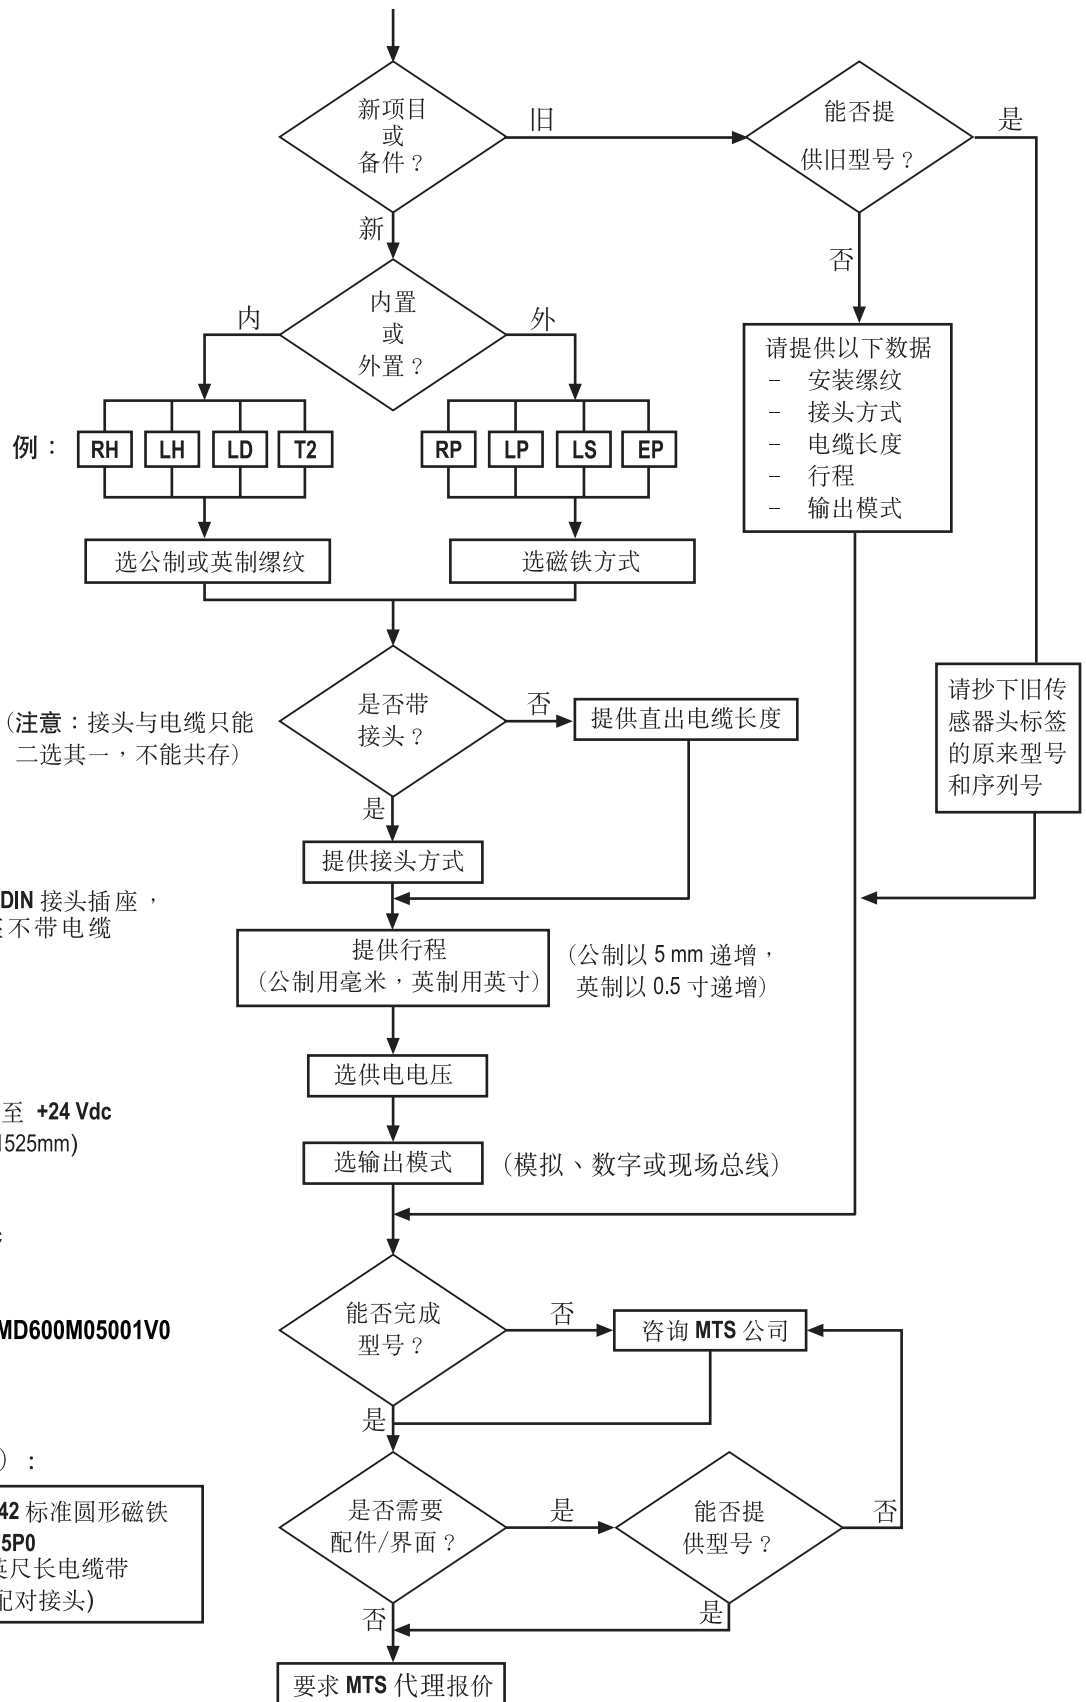 新项目
或
备件？
旧
能否提
供旧型号？
是
新
否
内置
或
外置？
内
外
请提供以下数据
– 安装缧纹
– 接头方式
– 电缆长度
– 行程
– 输出模式
例：
RH
LH
LD
T2
RP
LP
LS
EP
选公制或英制缧纹
选磁铁方式
是否带
接头？
否
提供直出电缆长度
（注意：接头与电缆只能
二选其一，不能共存）
请抄下旧传
感器头标签
的原来型号
和序列号
是
提供接头方式
DIN 接头插座，
不带电缆
提供行程
（公制用毫米，英制用英寸）
（公制以 5 mm 递增，
英制以 0.5 寸递增）
选供电电压
至 +24 Vdc
1525mm)
选输出模式
（模拟、数字或现场总线）
能否完成
型号？
否
咨询 MTS 公司
MD600M05001V0
是
）：
是否需要
配件/界面？
是
能否提
供型号？
否
42 标准圆形磁铁
5P0
英尺长电缆带
配对接头)
否
是
要求 MTS 代理报价